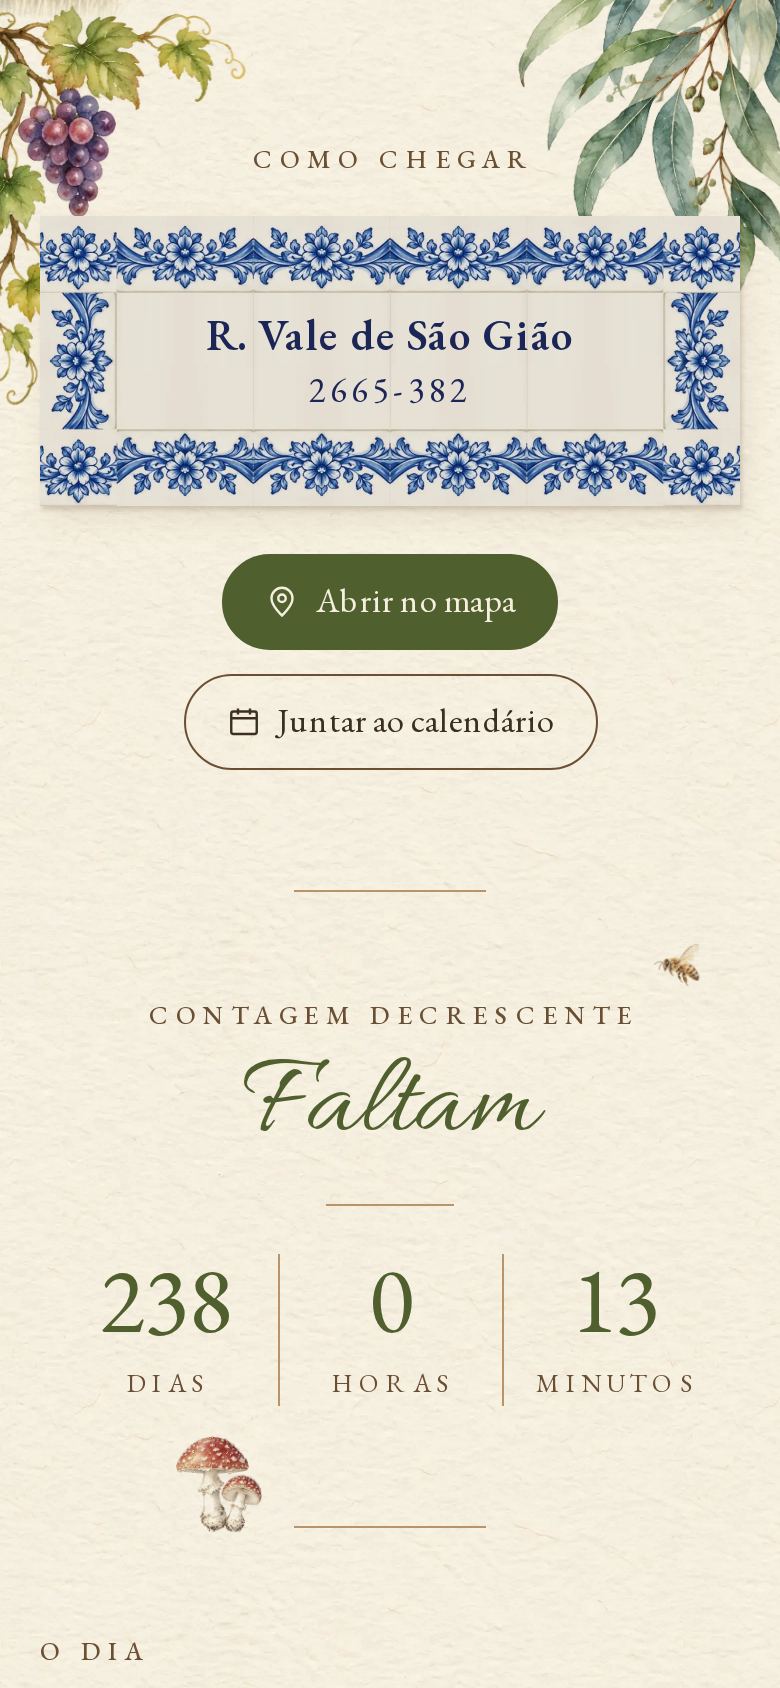 COMO CHEGAR
R. Vale de São Gião
2665-382
Abrir no mapa
Juntar ao calendário
CONTAGEM DECRESCENTE
Faltam
238 0 13
DIAS HORAS MINUTOS
O DIA